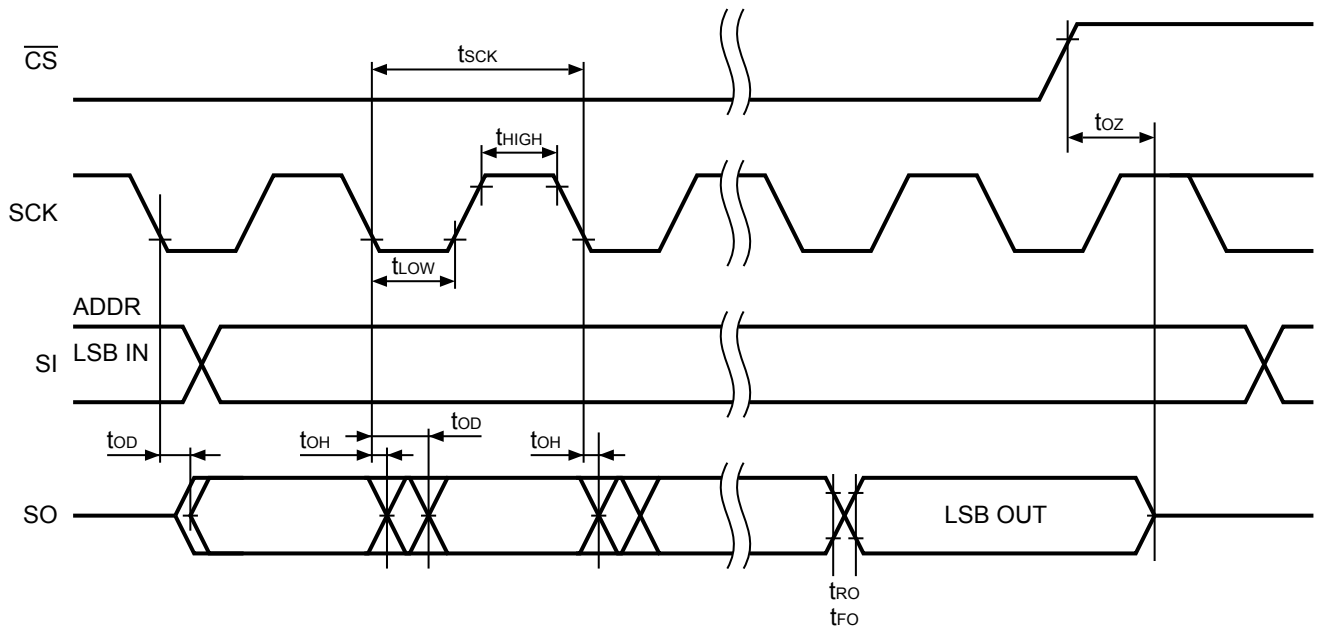 CS
tSCK
tHIGH
tOZ
SCK
tLOW
ADDR
SI
LSB IN
tOD
tOH
tOD
tOH
SO
LSB OUT
tRO
tFO